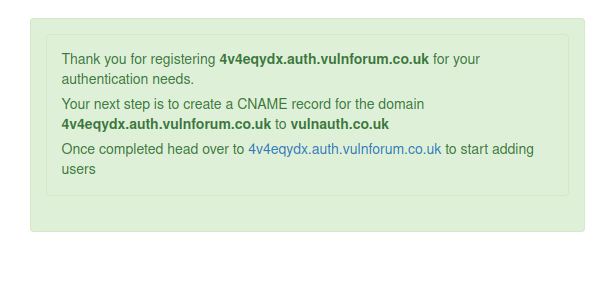 Thank you for registering 4v4eqydx.auth.vulnforum.co.uk for your
authentication needs.
Your next step is to create a CNAME record for the domain
4v4eqydx.auth.vulnforum.co.uk to vulnauth.co.uk
Once completed head over to 4v4eqydx.auth.vulnforum.co.uk to start adding
users